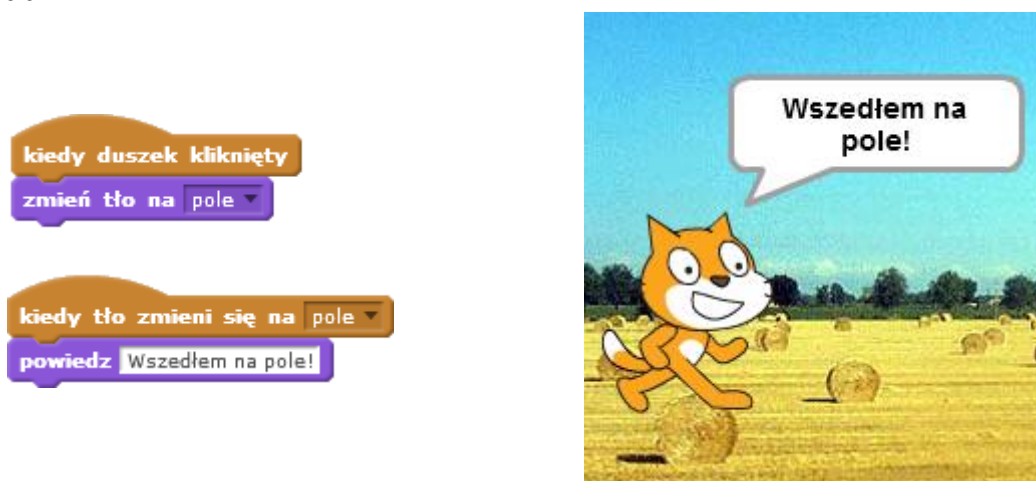 kiedy duszek kliknięty
zmień tło na pole
kiedy tło zmieni się na pole
powiedz Wszedłem na pole!
Wszedłem na
pole!